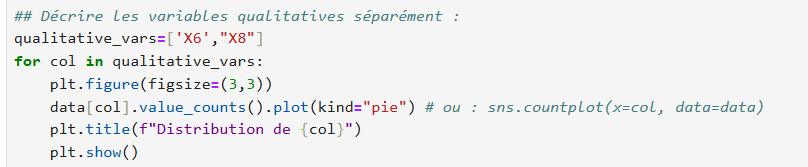 ## Décrire les variables qualitatives séparément :
qualitative_vars=['X6',"X8"]
for col in qualitative_vars:
    plt.figure(figsize=(3,3))
    data[col].value_counts().plot(kind="pie") # ou : sns.countplot(x=col, data=data)
    plt.title(f"Distribution de {col}")
    plt.show()